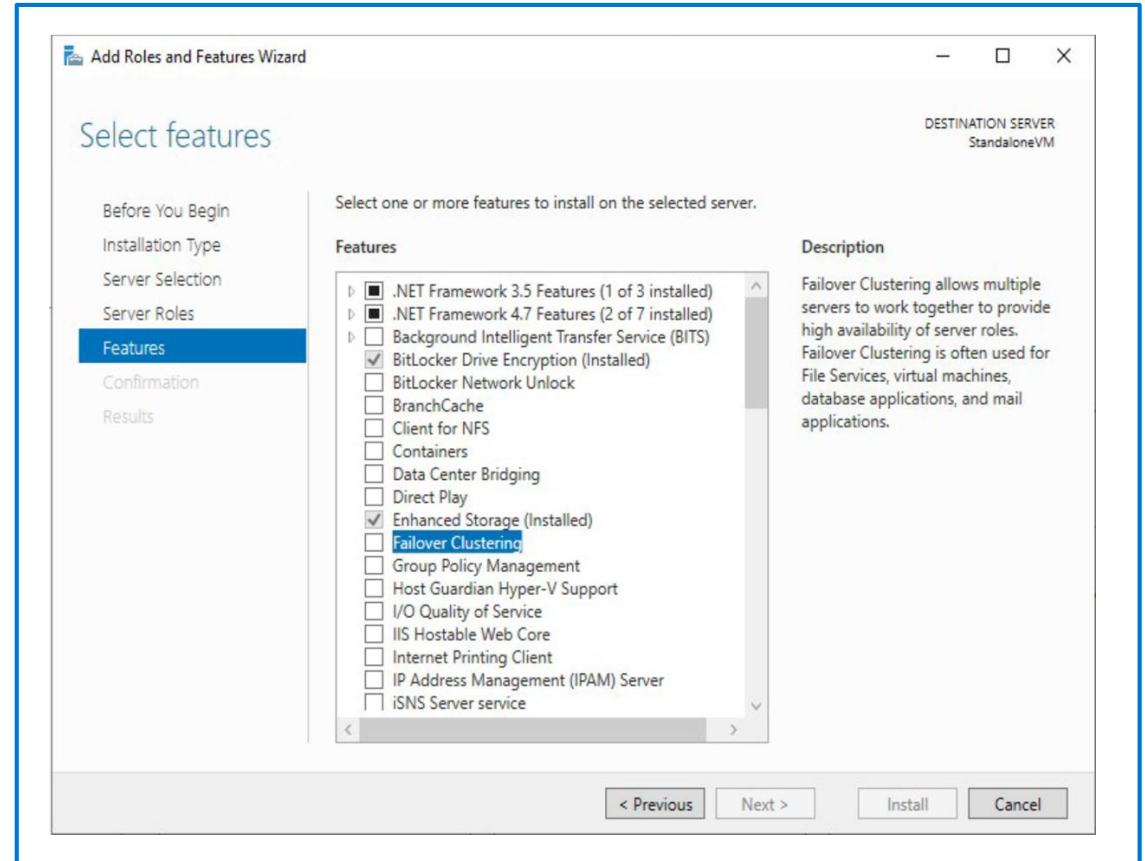 Add Roles and Features Wizard
Select features
DESTINATION SERVER
StandaloneVM
Before You Begin
Installation Type
Server Selection
Server Roles
Features
Confirmation
Results
Select one or more features to install on the selected server.
Features
.NET Framework 3.5 Features (1 of 3 installed)
.NET Framework 4.7 Features (2 of 7 installed)
Background Intelligent Transfer Service (BITS)
BitLocker Drive Encryption (Installed)
BitLocker Network Unlock
BranchCache
Client for NFS
Containers
Data Center Bridging
Direct Play
Enhanced Storage (Installed)
Failover Clustering
Group Policy Management
Host Guardian Hyper-V Support
I/O Quality of Service
IIS Hostable Web Core
Internet Printing Client
IP Address Management (IPAM) Server
iSNS Server service
Description
Failover Clustering allows multiple
servers to work together to provide
high availability of server roles.
Failover Clustering is often used for
File Services, virtual machines,
database applications, and mail
applications.
< Previous
Next >
Install
Cancel